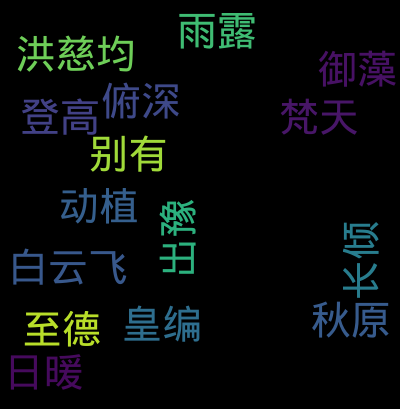 雨露
洪慈均
御藻
俯深
登高
梵天
别有
动植
出豫
白云飞
长倾
皇编
秋原
至德
日暖